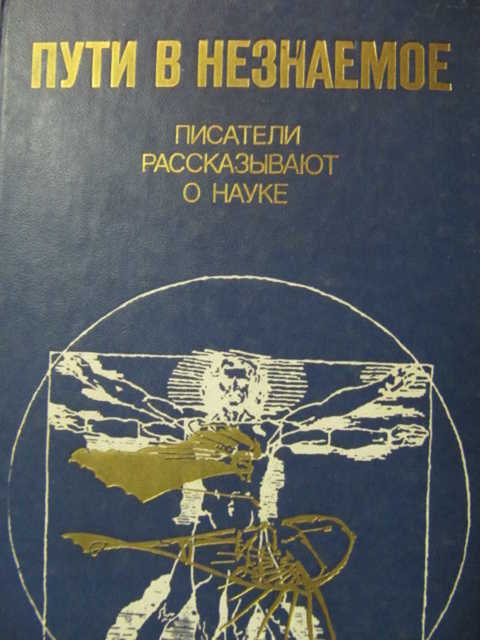 ПУТИ В НЕЗНАЕМОЕ
ПИСАТЕЛИ
РАССКАЗЫВАЮТ
О НАУКЕ